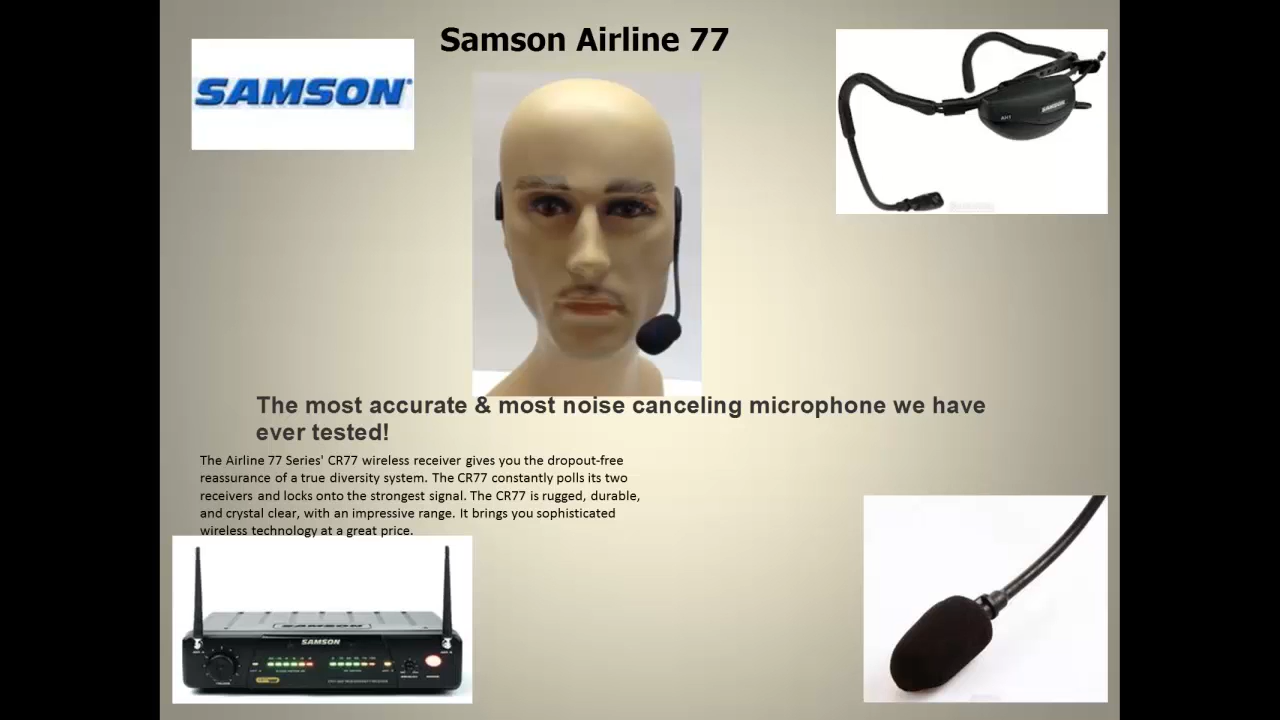 Samson Airline 77
SAMSON
SAMSON
The most accurate & most noise canceling microphone we have
ever tested!
The Airline 77 Series' CR77 wireless receiver gives you the dropout-free
reassurance of a true diversity system. The CR77 constantly polls its two
receivers and locks onto the strongest signal. The CR77 is rugged, durable,
and crystal clear, with an impressive range. It brings you sophisticated
wireless technology at a great price.
SAMSON